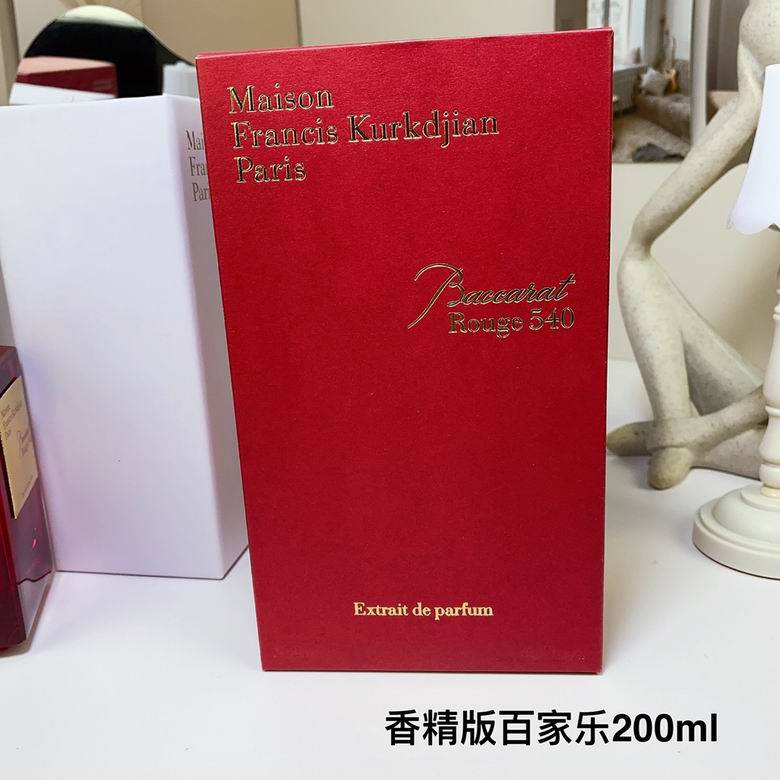 Maison
Francis Kurkdjian
Paris
Baccarat
Rouge 540
Extrait de parfum
香精版百家乐200ml